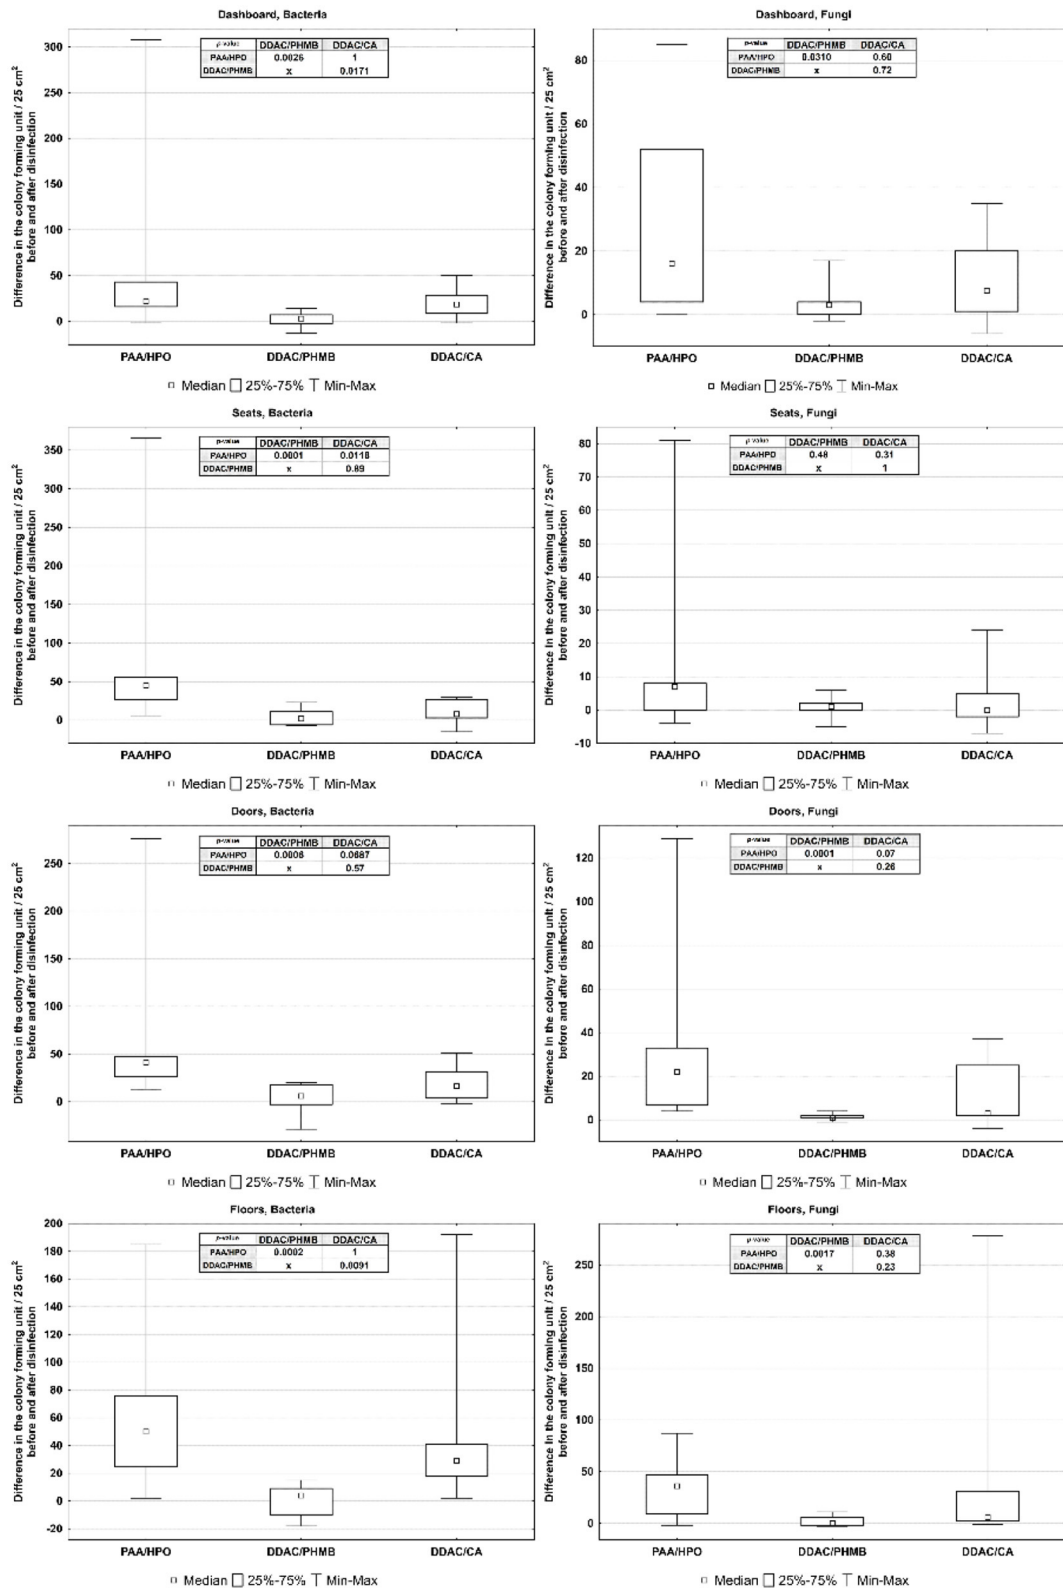 Dashboard, Bacteria
Difference in the colony forming unit / 25 cm²
before and after disinfection
300
250
200
150
100
50
0
p-value DDAC/PHMB DDAC/CA
PAA/HPO 0.0026 1
DDAC/PHMB x 0.0171
PAA/HPO DDAC/PHMB DDAC/CA
Median 25%-75% Min-Max
Dashboard, Fungi
Difference in the colony forming unit / 25 cm²
before and after disinfection
80
60
40
20
0
p-value DDAC/PHMB DDAC/CA
PAA/HPO 0.0310 0.60
DDAC/PHMB x 0.72
PAA/HPO DDAC/PHMB DDAC/CA
Median 25%-75% Min-Max
Seats, Bacteria
Difference in the colony forming unit / 25 cm²
before and after disinfection
350
300
250
200
150
100
50
0
p-value DDAC/PHMB DDAC/CA
PAA/HPO 0.0001 0.0118
DDAC/PHMB x 0.89
PAA/HPO DDAC/PHMB DDAC/CA
Median 25%-75% Min-Max
Seats, Fungi
Difference in the colony forming unit / 25 cm²
before and after disinfection
80
70
60
50
40
30
20
10
0
-10
p-value DDAC/PHMB DDAC/CA
PAA/HPO 0.48 0.31
DDAC/PHMB x 1
PAA/HPO DDAC/PHMB DDAC/CA
Median 25%-75% Min-Max
Doors, Bacteria
Difference in the colony forming unit / 25 cm²
before and after disinfection
250
200
150
100
50
0
p-value DDAC/PHMB DDAC/CA
PAA/HPO 0.0006 0.0687
DDAC/PHMB x 0.57
PAA/HPO DDAC/PHMB DDAC/CA
Median 25%-75% Min-Max
Doors, Fungi
Difference in the colony forming unit / 25 cm²
before and after disinfection
120
100
80
60
40
20
0
p-value DDAC/PHMB DDAC/CA
PAA/HPO 0.0001 0.07
DDAC/PHMB x 0.26
PAA/HPO DDAC/PHMB DDAC/CA
Median 25%-75% Min-Max
Floors, Bacteria
Difference in the colony forming unit / 25 cm²
before and after disinfection
200
180
160
140
120
100
80
60
40
20
0
-20
p-value DDAC/PHMB DDAC/CA
PAA/HPO 0.0002 1
DDAC/PHMB x 0.0091
PAA/HPO DDAC/PHMB DDAC/CA
Median 25%-75% Min-Max
Floors, Fungi
Difference in the colony forming unit / 25 cm²
before and after disinfection
250
200
150
100
50
0
p-value DDAC/PHMB DDAC/CA
PAA/HPO 0.0017 0.38
DDAC/PHMB x 0.23
PAA/HPO DDAC/PHMB DDAC/CA
Median 25%-75% Min-Max